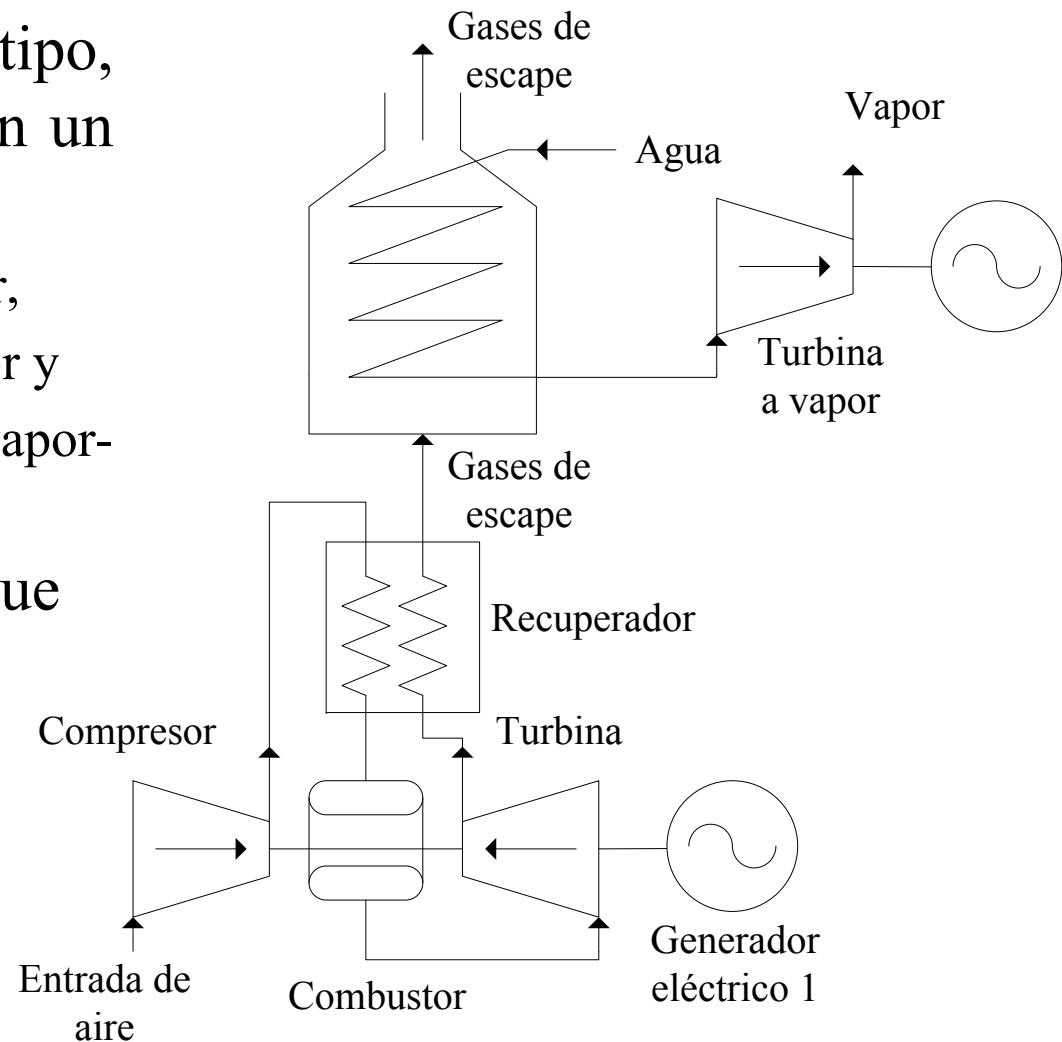 tipo,
n un
r,
r y
vapor-
ue
Gases de
escape
Vapor
Agua
Turbina
a vapor
Gases de
escape
Recuperador
Compresor
Turbina
Entrada de
aire
Combustor
Generador
eléctrico 1